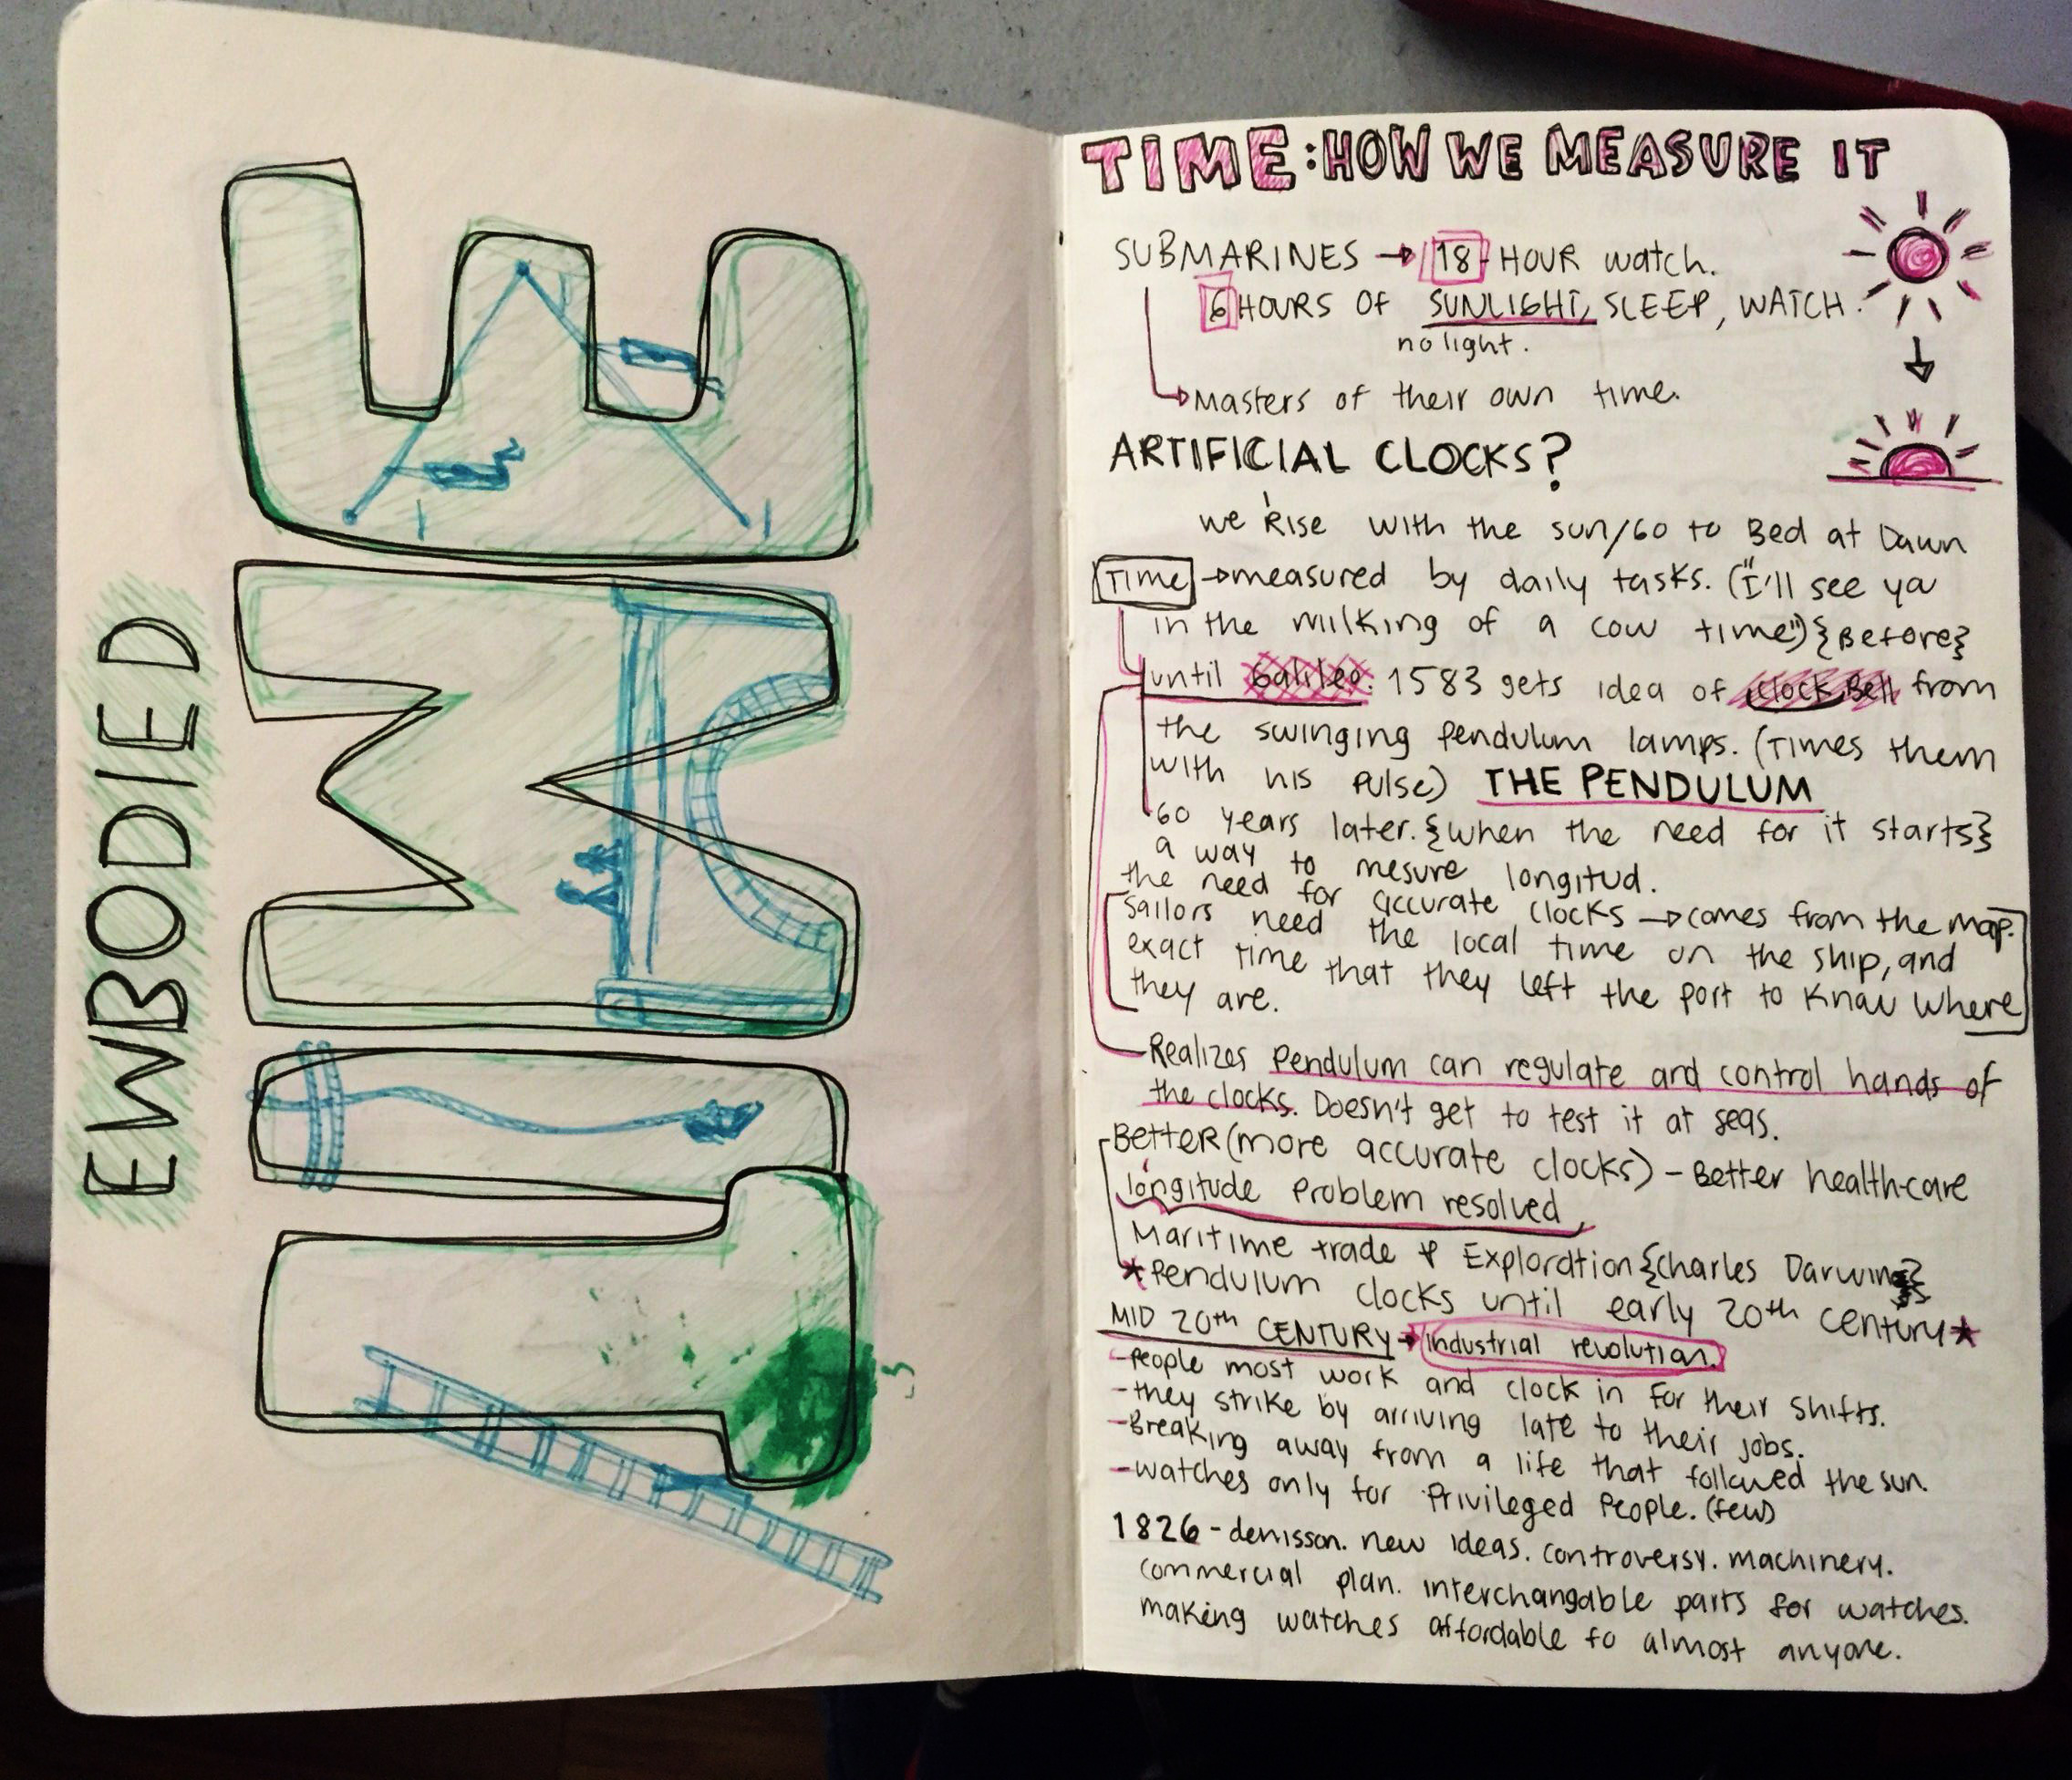 EMBODIED
TIME
TIME: HOW WE MEASURE IT
SUBMARINES → 18-HOUR watch.
6 HOURS OF SUNLIGHT, SLEEP, WATCH.
no light.
→ Masters of their own time.
ARTIFICIAL CLOCKS?
we Rise with the sun/Go to Bed at Dawn
Time → measured by daily tasks. ("I'll see ya
in the milking of a cow time") {Before}
until Galileo: 1583 gets idea of clock Bell from
the swinging pendulum lamps. (Times them
with his pulse) THE PENDULUM
60 years later. {when the need for it starts}
a way to mesure longitud.
the need for accurate clocks → comes from the map.
Sailors need the local time on the ship, and
exact time that they left the port to know where
they are.
Realizes pendulum can regulate and control hands of
the clocks. Doesn't get to test it at seas.
BetteR (more accurate clocks) - Better health-care
longitude problem resolved,
Maritime trade & Exploration {Charles Darwin}
*Pendulum clocks until early 20th century*
MID 20th CENTURY → Industrial revolution.
- People most work and clock in for their shifts.
- they strike by arriving late to their jobs.
- Breaking away from a life that followed the sun.
- watches only for Privileged People. (few)
1826 - denisson. new ideas. controversy. machinery.
commercial plan. interchangable parts for watches.
making watches affordable to almost anyone.